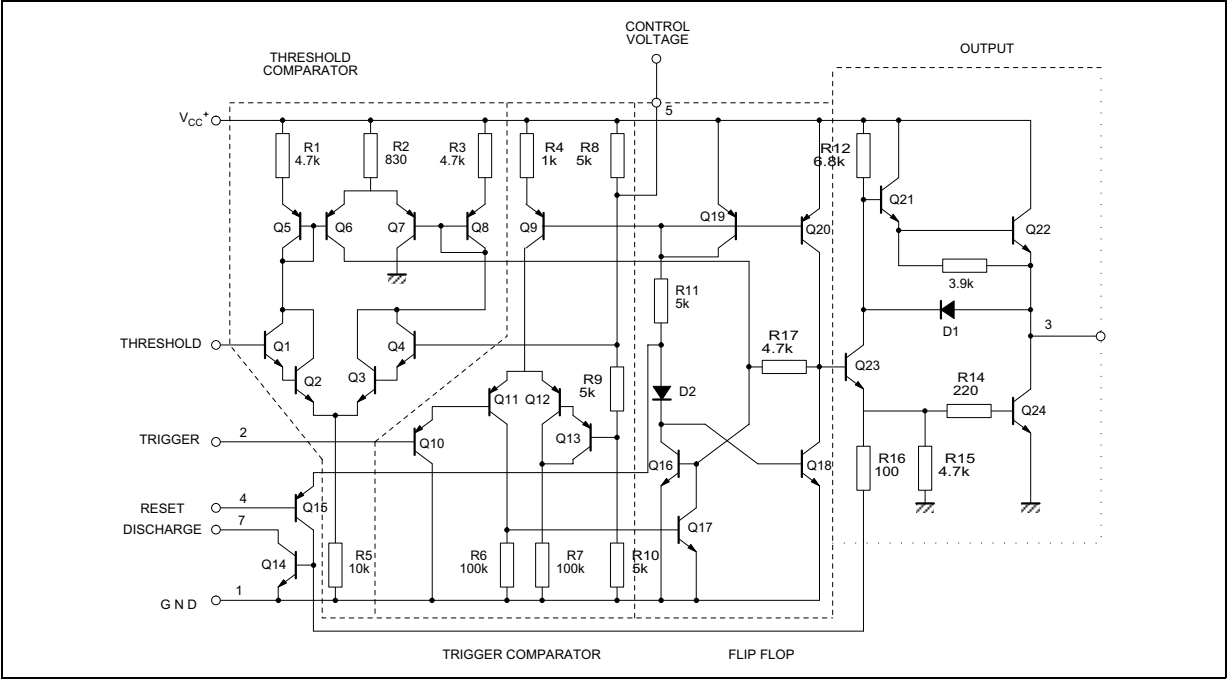 CONTROL
VOLTAGE
THRESHOLD
COMPARATOR
OUTPUT
5
VCC+
R1
4.7k
R2
830
R3
4.7k
R4
1k
R8
5k
R12
6.8k
Q5
Q6
Q7
Q8
Q9
Q19
Q20
Q21
Q22
3.9k
R11
5k
D1
3
THRESHOLD
Q1
Q2
Q3
Q4
R17
4.7k
Q23
R9
5k
D2
R14
220
Q24
Q11
Q12
Q13
TRIGGER
2
Q10
Q16
Q18
R16
100
R15
4.7k
RESET
4
Q15
DISCHARGE
7
Q17
Q14
R5
10k
R6
100k
R7
100k
R10
5k
GND
1
TRIGGER COMPARATOR
FLIP FLOP